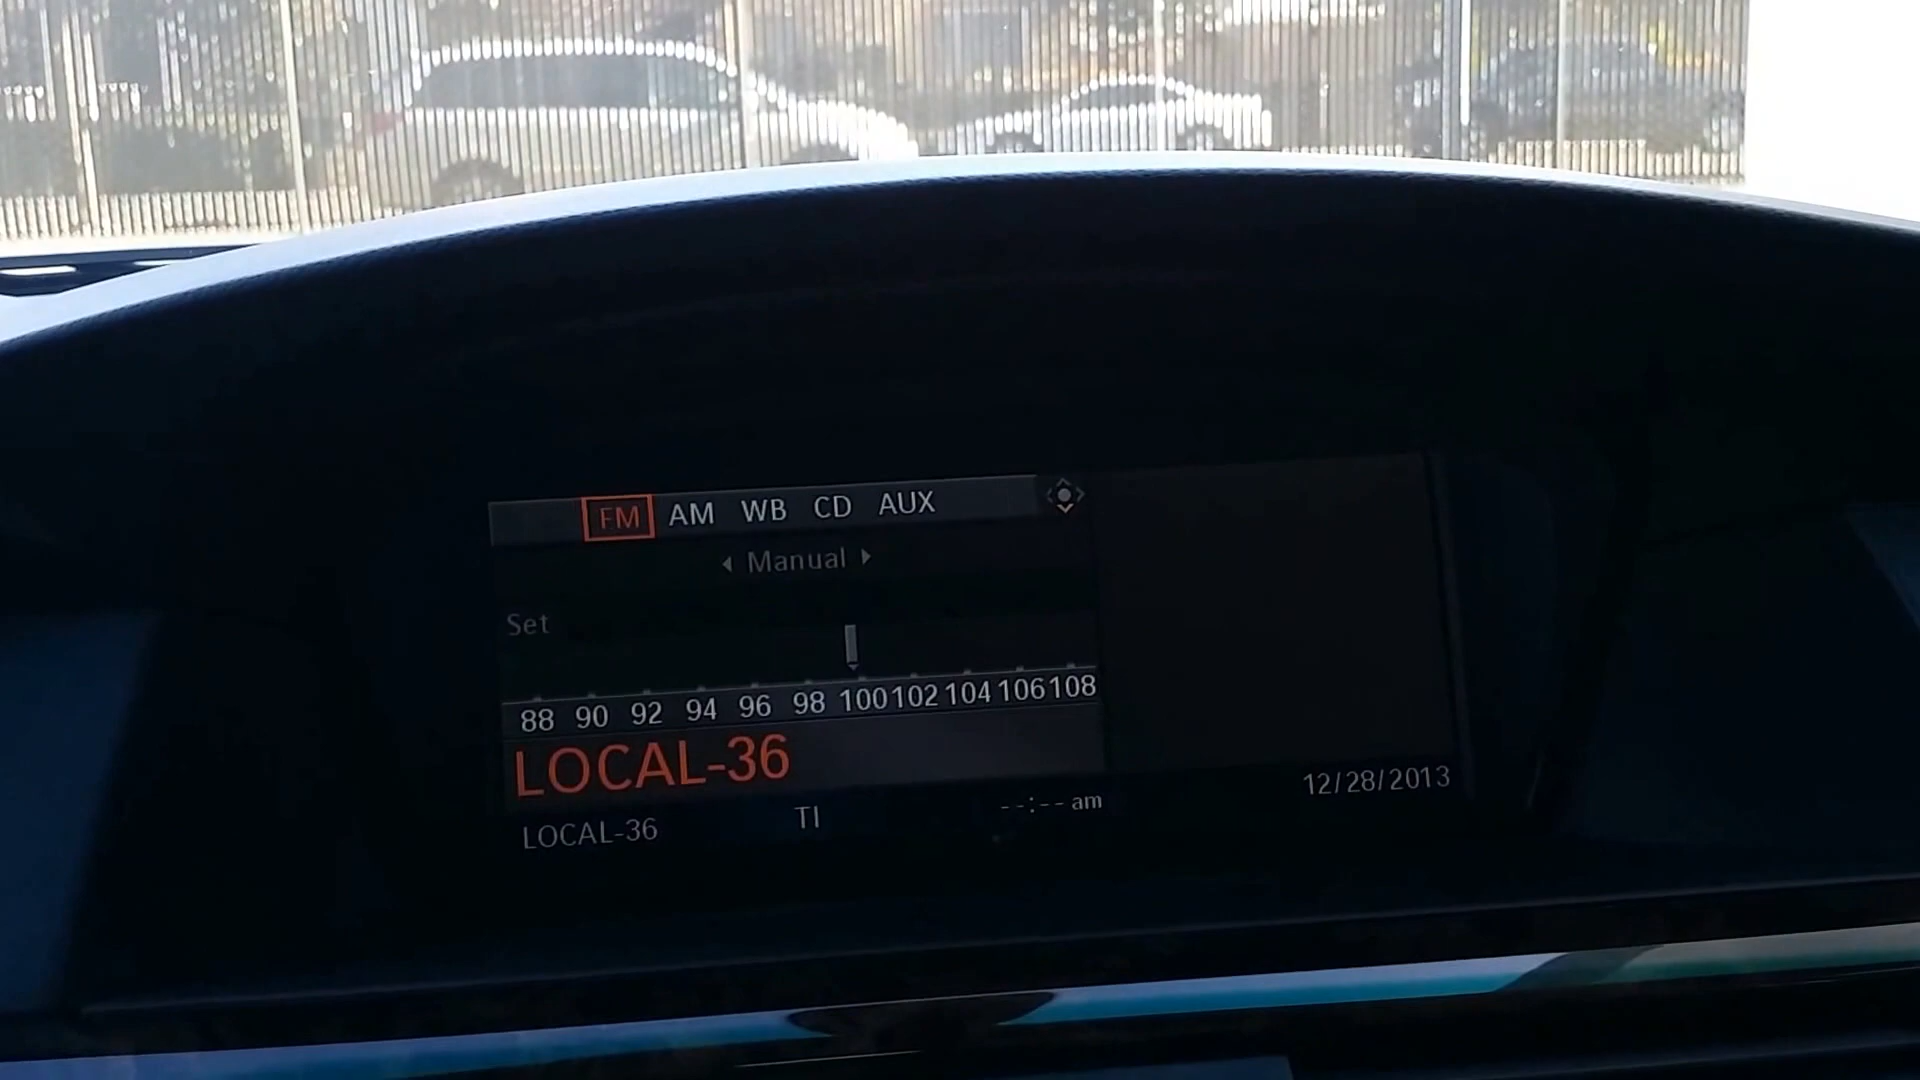 FM AM WB CD AUX
Manual
Set
88 90 92 94 96 98 100 102 104 106 108
LOCAL-36
LOCAL-36 TI --:-- am 12/28/2013